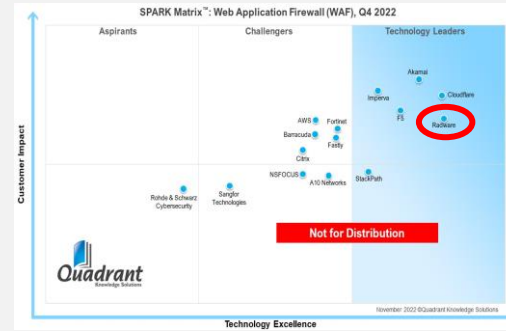 SPARK Matrix™: Web Application Firewall (WAF), Q4 2022
Aspirants
Challengers
Technology Leaders
Akamai
Imperva
Cloudflare
F5
Radware
AWS
Fortinet
Barracuda
Fastly
Citrix
NSFOCUS
A10 Networks
StackPath
Rohde & Schwarz
Cybersecurity
Sangfor
Technologies
Customer Impact
Not for Distribution
Quadrant
Knowledge Solutions
November 2022 ©Quadrant Knowledge Solutions
Technology Excellence